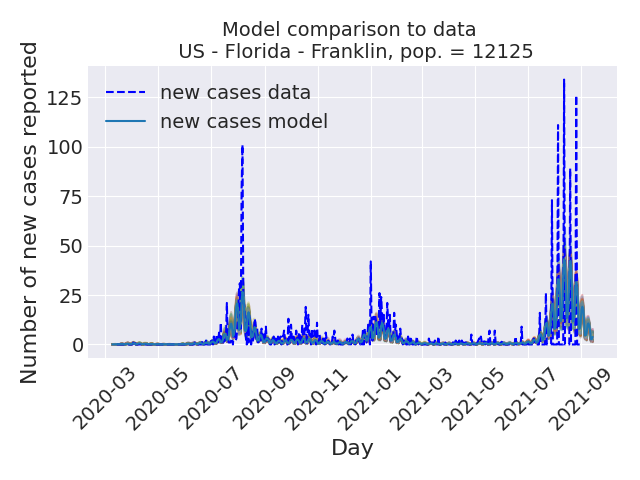 Model comparison to data
US - Florida - Franklin, pop. = 12125
Number of new cases reported
125
100
75
50
25
0
new cases data
new cases model
2020-03
2020-05
2020-07
2020-09
2020-11
2021-01
2021-03
2021-05
2021-07
2021-09
Day